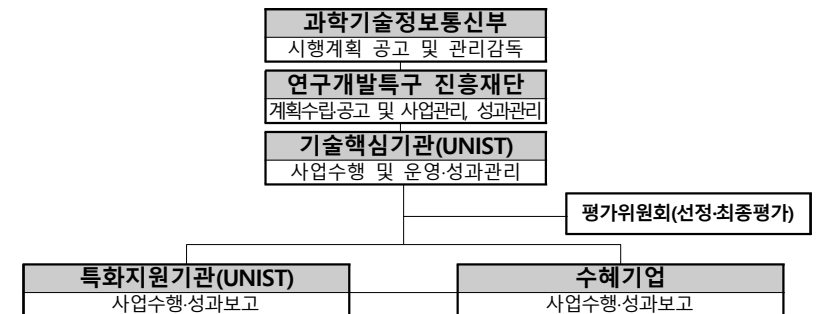 과학기술정보통신부
시행계획 공고 및 관리감독
연구개발특구 진흥재단
계획수립·공고 및 사업관리, 성과관리
기술핵심기관(UNIST)
사업수행 및 운영·성과관리
평가위원회(선정·최종평가)
특화지원기관(UNIST)
사업수행·성과보고
수혜기업
사업수행·성과보고